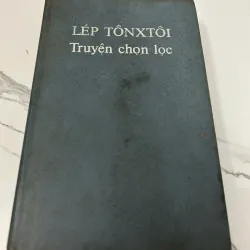 LÉP TÔNXTÔI
Truyện chọn lọc